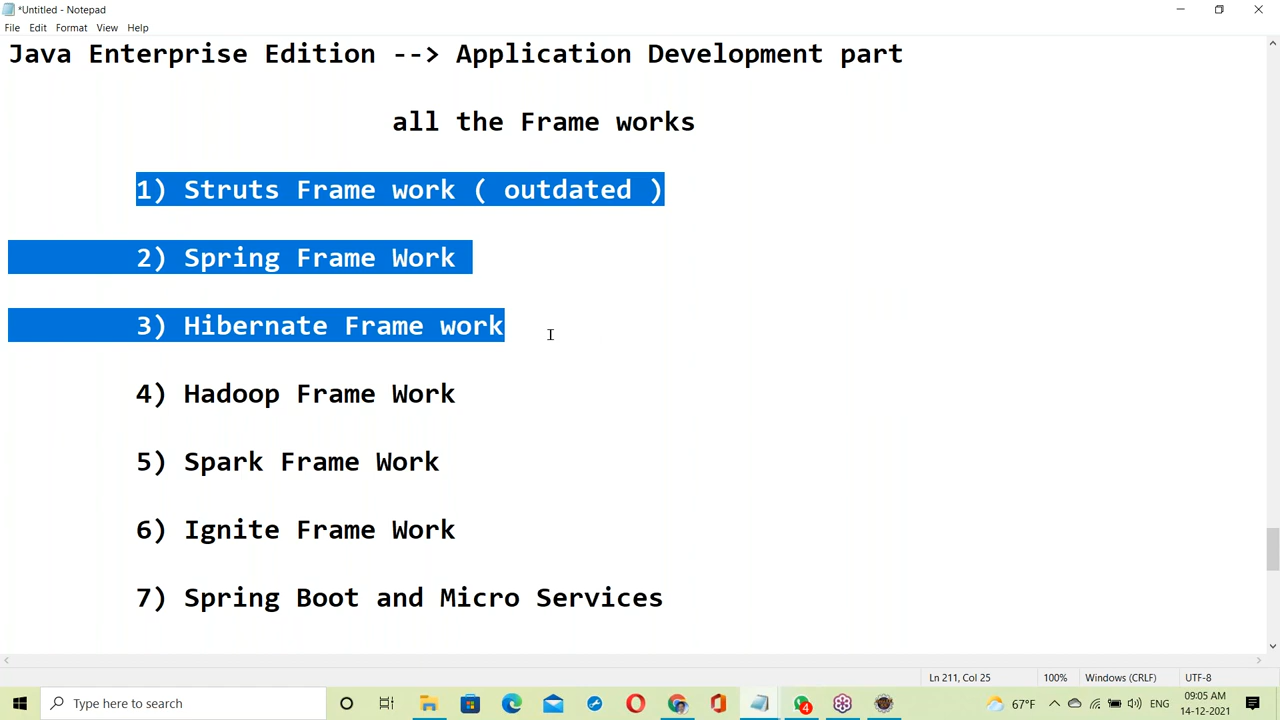 *Untitled - Notepad
File Edit Format View Help
Java Enterprise Edition --> Application Development part
all the Frame works
1) Struts Frame work ( outdated )
2) Spring Frame Work
3) Hibernate Frame work
4) Hadoop Frame Work
5) Spark Frame Work
6) Ignite Frame Work
7) Spring Boot and Micro Services
Ln 211, Col 25 100% Windows (CRLF) UTF-8
Type here to search
4
67°F
ENG
09:05 AM
14-12-2021